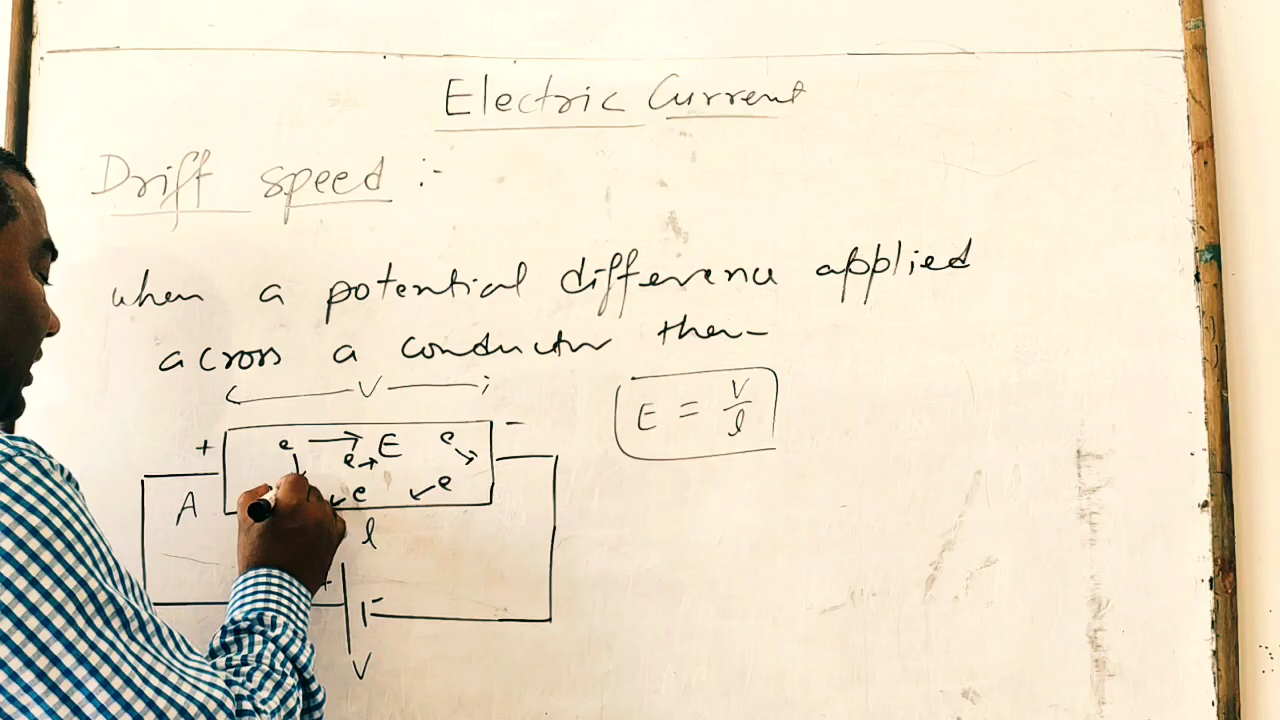 Electric Current
Drift speed :-
when a potential difference applied
across a conductor then
V
E = V/l
+ e → E e -
e →
A e e
l
+ -
V